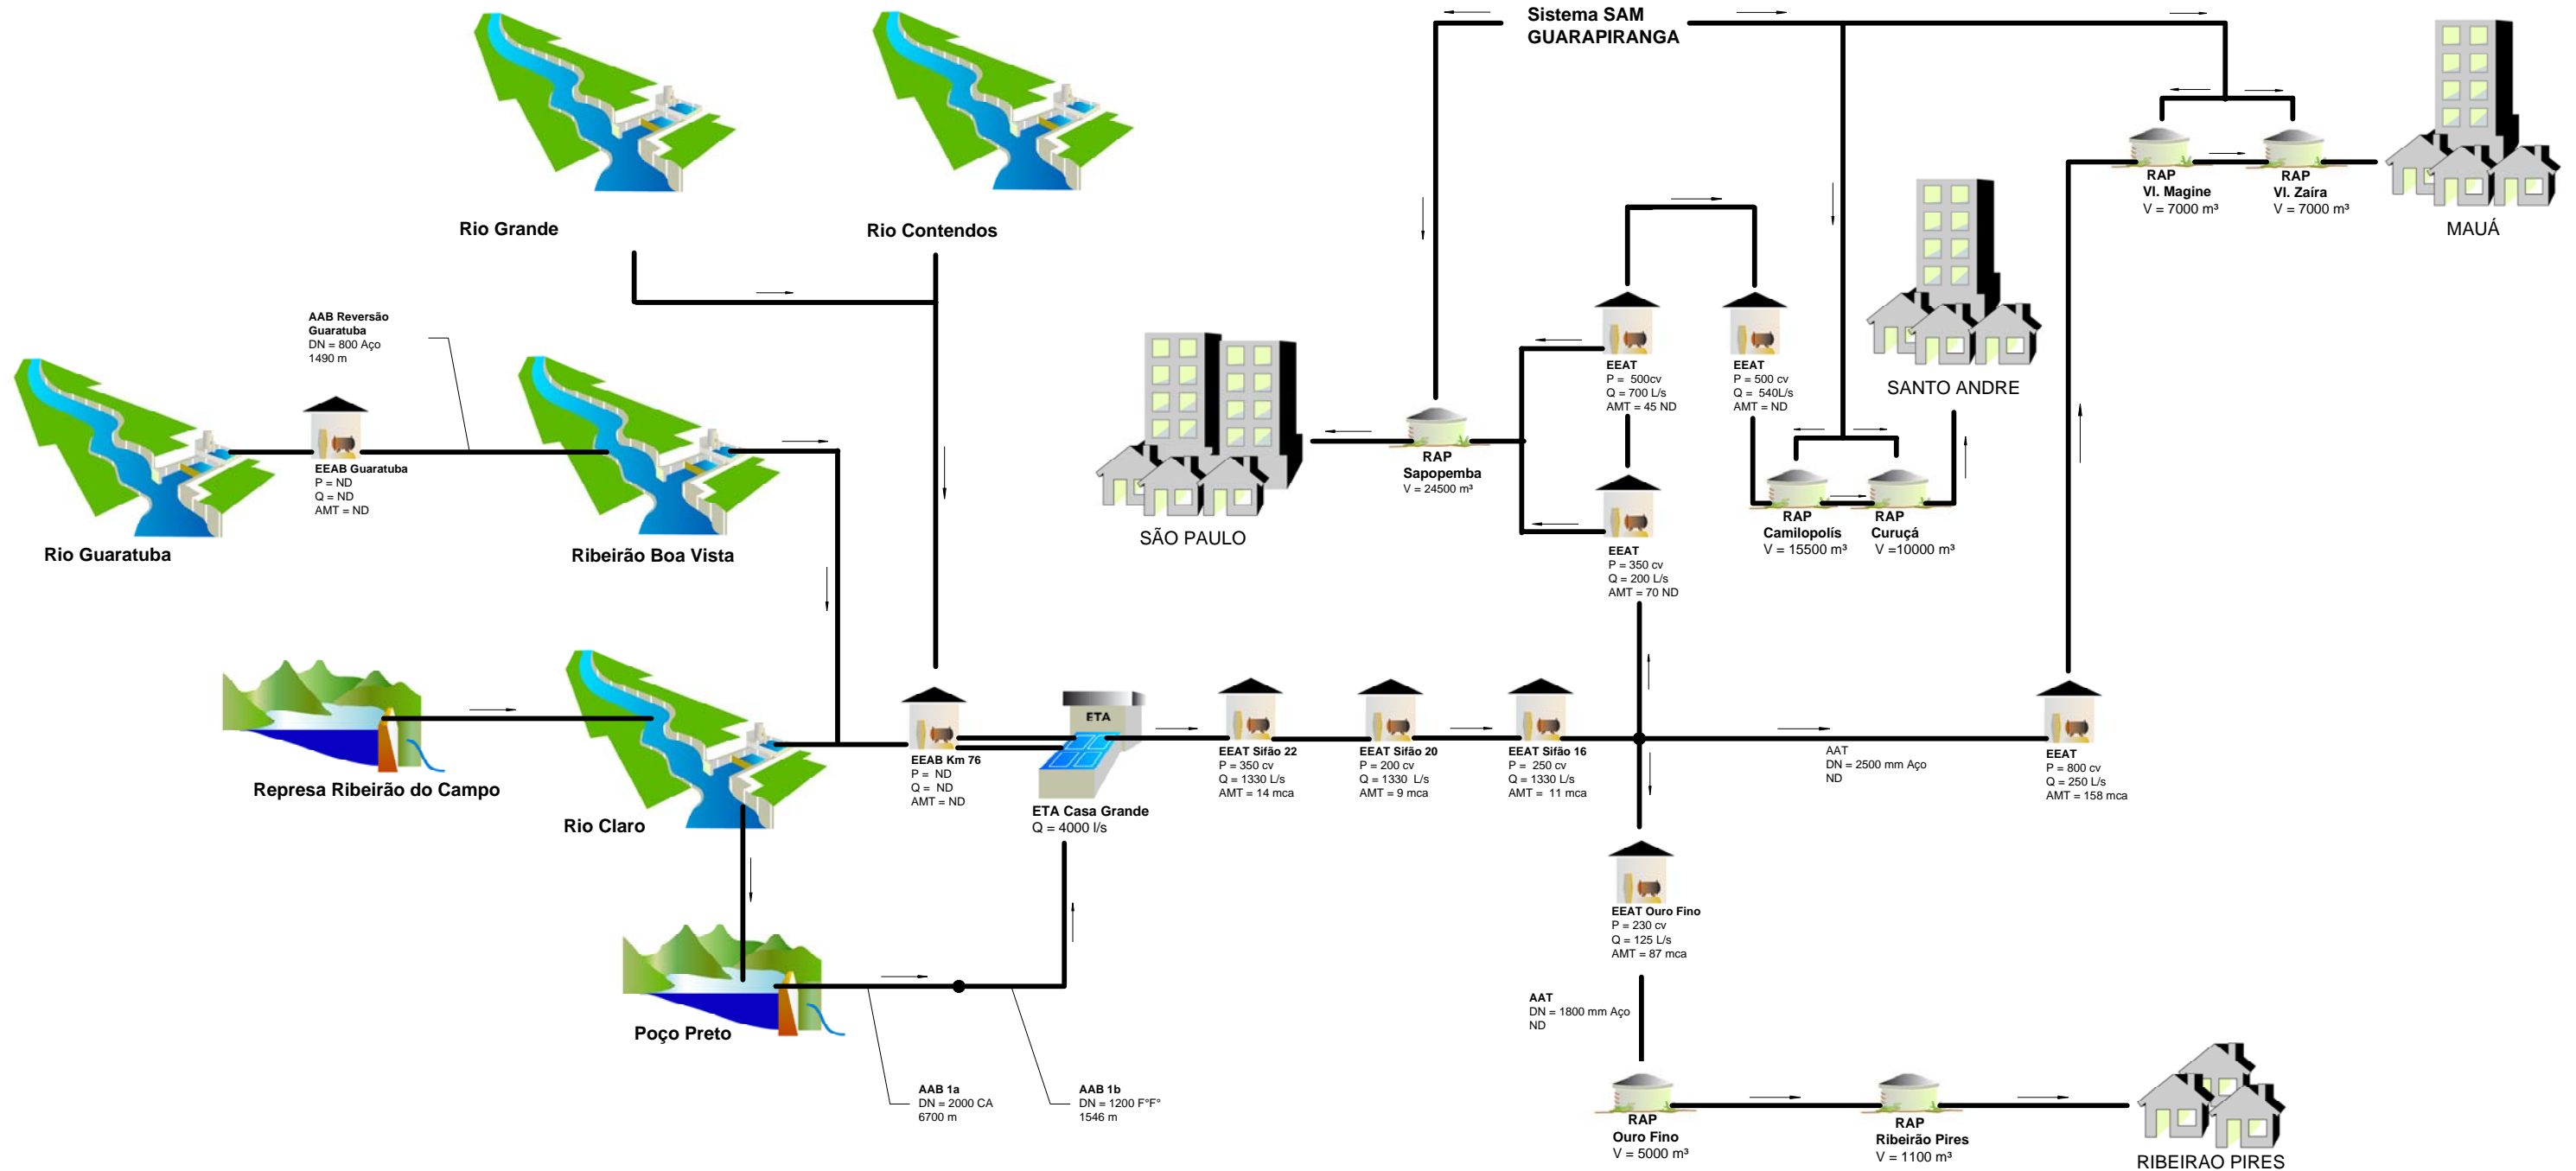 Sistema SAM
GUARAPIRANGA
RAP
Vl. Magine
V = 7000 m³
RAP
Vl. Zaíra
V = 7000 m³
MAUÁ
Rio Grande
Rio Contendos
AAB Reversão
Guaratuba
DN = 800 Aço
1490 m
EEAB Guaratuba
P = ND
Q = ND
AMT = ND
Rio Guaratuba
Ribeirão Boa Vista
SÃO PAULO
RAP
Sapopemba
V = 24500 m³
EEAT
P = 500cv
Q = 700 L/s
AMT = 45 ND
EEAT
P = 500 cv
Q = 540L/s
AMT = ND
SANTO ANDRE
RAP
Camilopolís
V = 15500 m³
RAP
Curuçá
V =10000 m³
EEAT
P = 350 cv
Q = 200 L/s
AMT = 70 ND
Represa Ribeirão do Campo
Rio Claro
EEAB Km 76
P = ND
Q = ND
AMT = ND
ETA
ETA Casa Grande
Q = 4000 l/s
EEAT Sifão 22
P = 350 cv
Q = 1330 L/s
AMT = 14 mca
EEAT Sifão 20
P = 200 cv
Q = 1330 L/s
AMT = 9 mca
EEAT Sifão 16
P = 250 cv
Q = 1330 L/s
AMT = 11 mca
AAT
DN = 2500 mm Aço
ND
EEAT
P = 800 cv
Q = 250 L/s
AMT = 158 mca
EEAT Ouro Fino
P = 230 cv
Q = 125 L/s
AMT = 87 mca
AAT
DN = 1800 mm Aço
ND
Poço Preto
AAB 1a
DN = 2000 CA
6700 m
AAB 1b
DN = 1200 FºFº
1546 m
RAP
Ouro Fino
V = 5000 m³
RAP
Ribeirão Pires
V = 1100 m³
RIBEIRAO PIRES